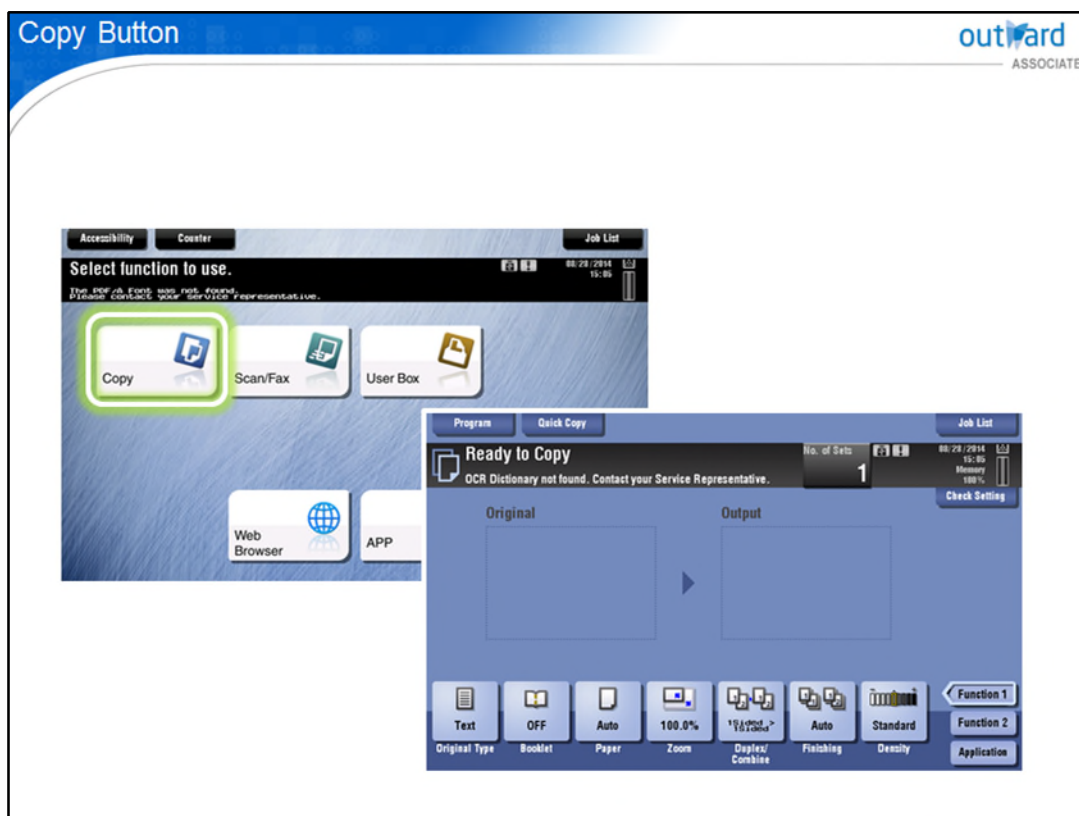 Copy Button
outward
ASSOCIATE
Accessibility
Counter
Job List
Select function to use.
08/28/2014
15:05
The PDF/A Font was not found.
Please contact your service representative.
Copy
Scan/Fax
User Box
Web
Browser
APP
Program
Quick Copy
Job List
Ready to Copy
No. of Sets
1
08/28/2014
15:05
Memory
100%
OCR Dictionary not found. Contact your Service Representative.
Check Setting
Original
Output
Text
OFF
Auto
100.0%
1Sided >
1Sided
Auto
Standard
Original Type
Booklet
Paper
Zoom
Duplex/
Combine
Finishing
Density
Function 1
Function 2
Application